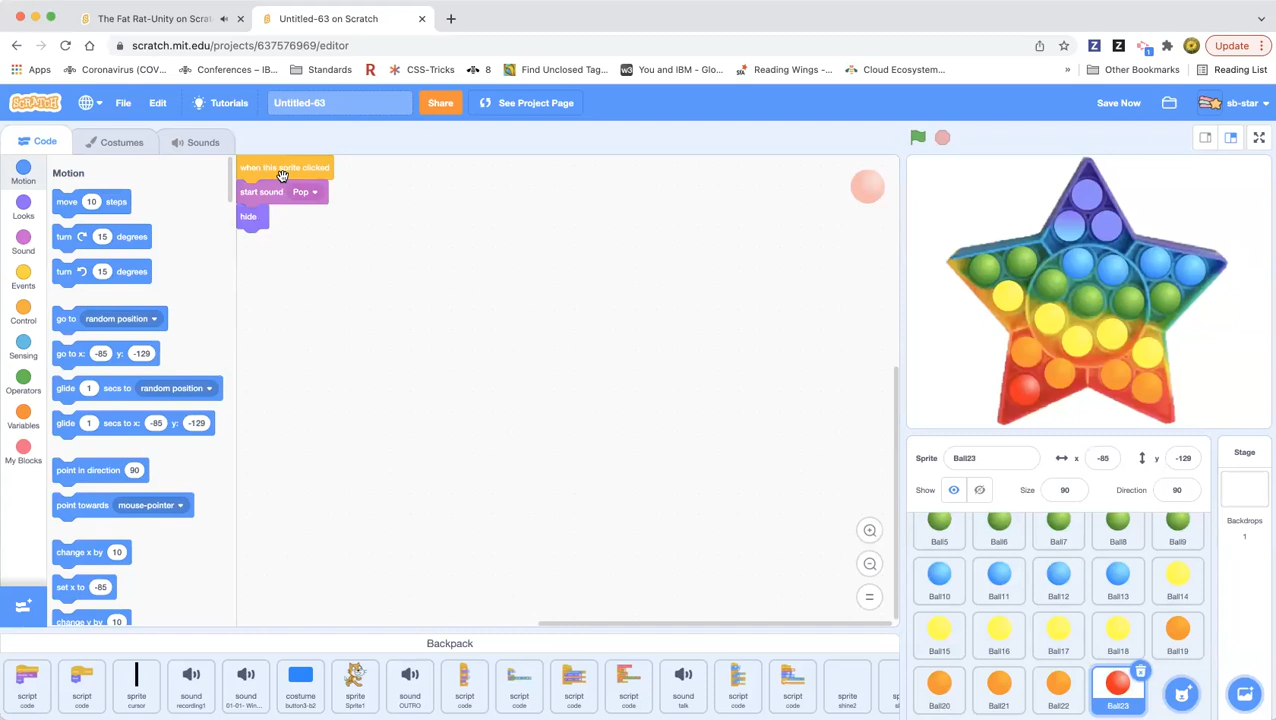 The Fat Rat-Unity on Scrat
Untitled-63 on Scratch
scratch.mit.edu/projects/637576969/editor
Update
Apps
Coronavirus (COV...
Conferences – IB...
Standards
R
CSS-Tricks
8
Find Unclosed Tag...
w3
You and IBM - Glo...
Reading Wings -...
Cloud Ecosystem...
»
Other Bookmarks
Reading List
SCRATCH
File
Edit
Tutorials
Untitled-63
Share
See Project Page
Save Now
sb-star
Code
Costumes
Sounds
Motion
Looks
Sound
Events
Control
Sensing
Operators
Variables
My Blocks
Motion
move 10 steps
turn 15 degrees
turn 15 degrees
go to random position
go to x: -85 y: -129
glide 1 secs to random position
glide 1 secs to x: -85 y: -129
point in direction 90
point towards mouse-pointer
change x by 10
set x to -85
change y by 10
when this sprite clicked
start sound Pop
hide
Sprite Ball23 x -85 y -129
Show Size 90 Direction 90
Ball5 Ball6 Ball7 Ball8 Ball9
Ball10 Ball11 Ball12 Ball13 Ball14
Ball15 Ball16 Ball17 Ball18 Ball19
Ball20 Ball21 Ball22 Ball23
Stage
Backdrops
1
Backpack
script code
script code
sprite cursor
sound recording1
sound 01-01- Win...
costume button3-b2
sprite Sprite1
sound OUTRO
script code
script code
script code
script code
sound talk
script code
script code
sprite shine2